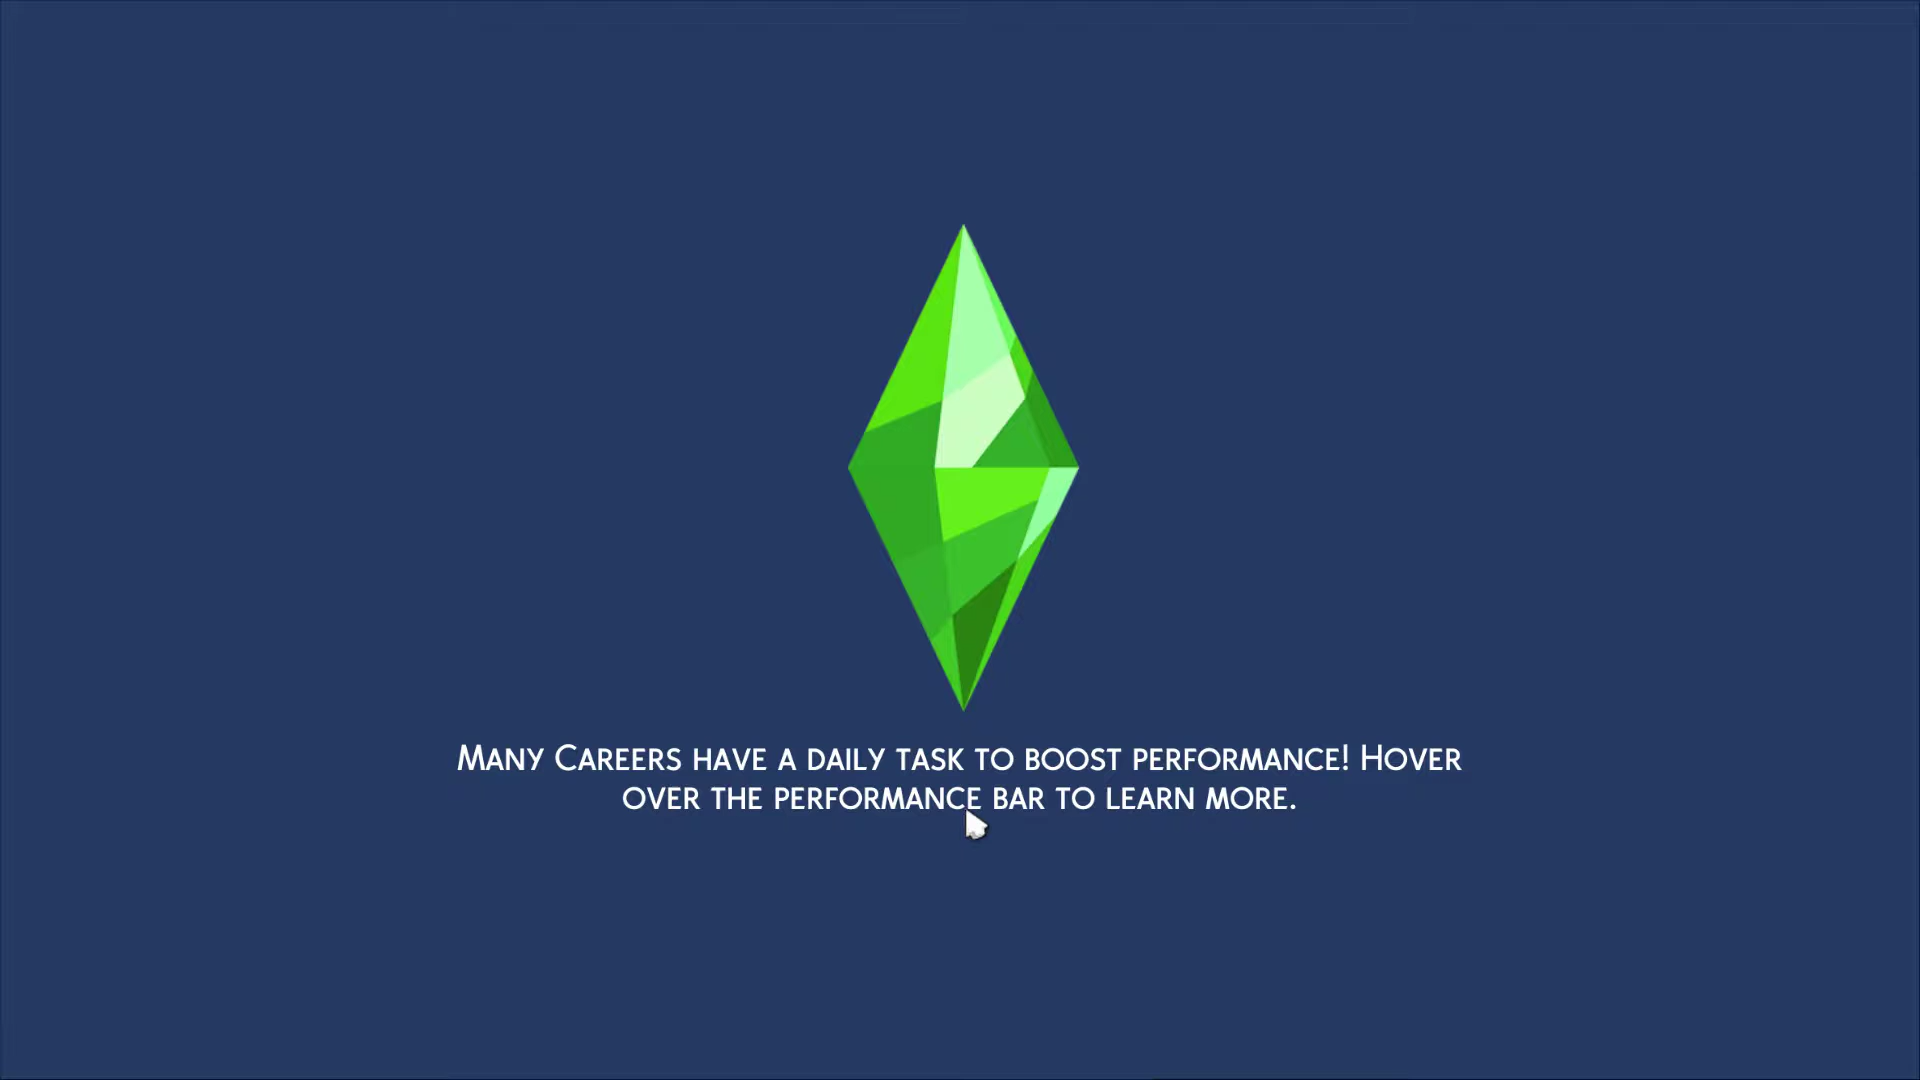 Many Careers have a daily task to boost performance! Hover
over the performance bar to learn more.